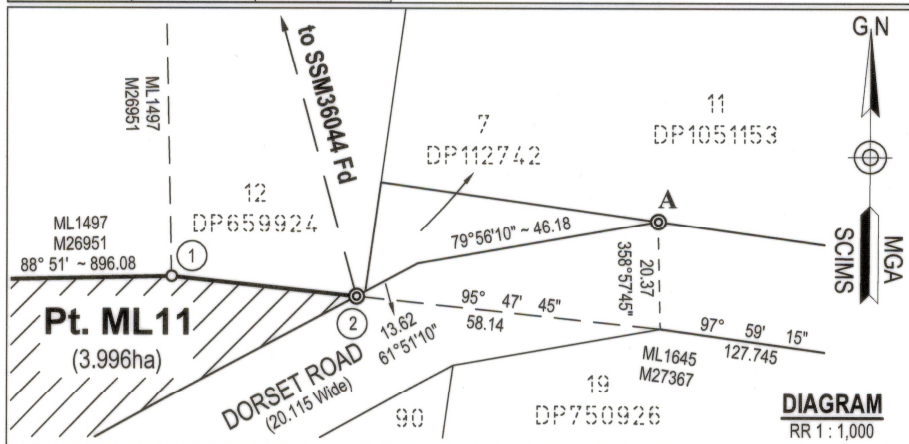 G N
to SSM36044 Fd
ML1497
M26951
11
DP1051153
7
DP112742
12
DP659924
A
ML1497
M26951
88° 51' ~ 896.08
1
79°56'10" ~ 46.18
358°57'45"
20.37
SCIMS
MGA
Pt. ML11
(3.996ha)
2
95° 47' 45"
58.14
13.62
61°51'10"
97° 59' 15"
127.745
DORSET ROAD
(20.115 Wide)
ML1645
M27367
90
19
DP750926
DIAGRAM
RR 1 : 1,000